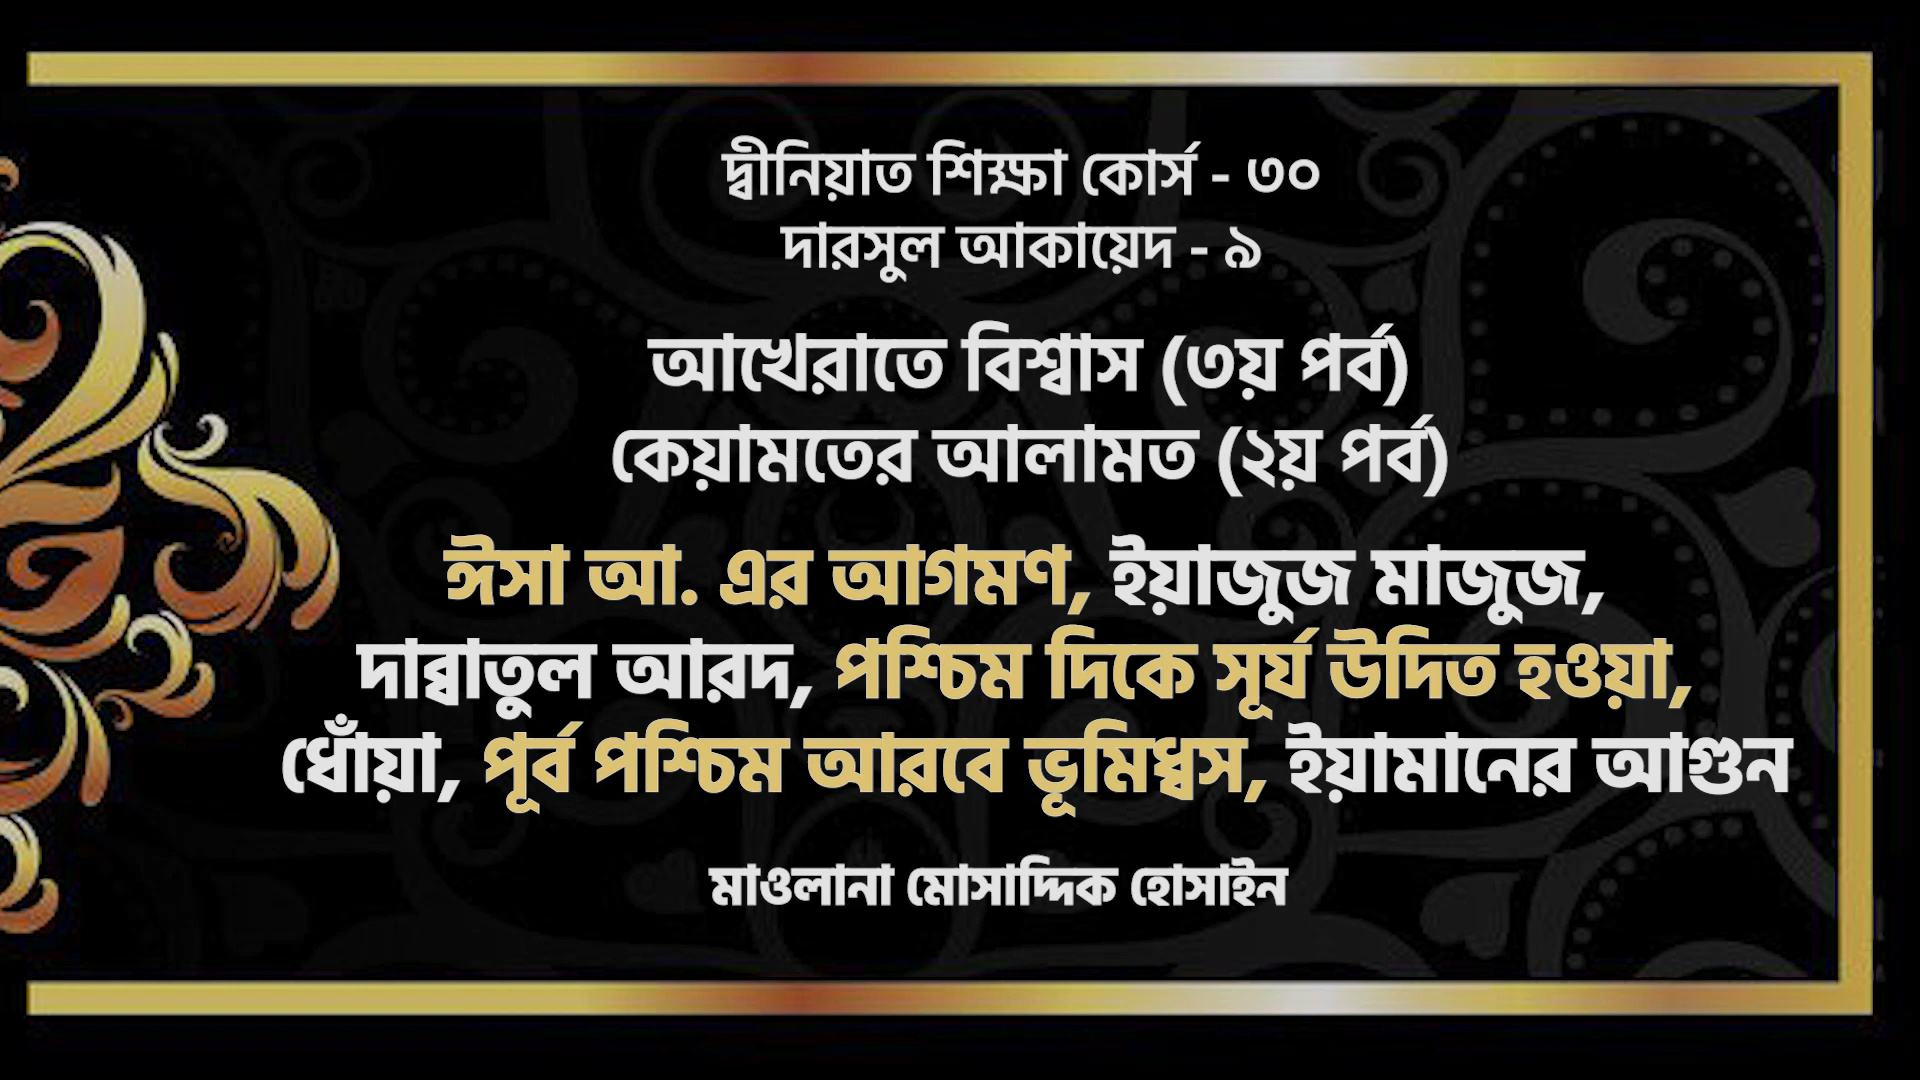 দ্বীনিয়াত শিক্ষা কোর্স - ৩০
দারসুল আকায়েদ - ৯
আখেরাতে বিশ্বাস (৩য় পর্ব)
কেয়ামতের আলামত (২য় পর্ব)
ঈসা আ. এর আগমণ, ইয়াজুজ মাজুজ,
দাব্বাতুল আরদ, পশ্চিম দিকে সূর্য উদিত হওয়া,
ধোঁয়া, পূর্ব পশ্চিম আরবে ভূমিধ্বস, ইয়ামানের আগুন
মাওলানা মোসাদ্দিক হোসাইন